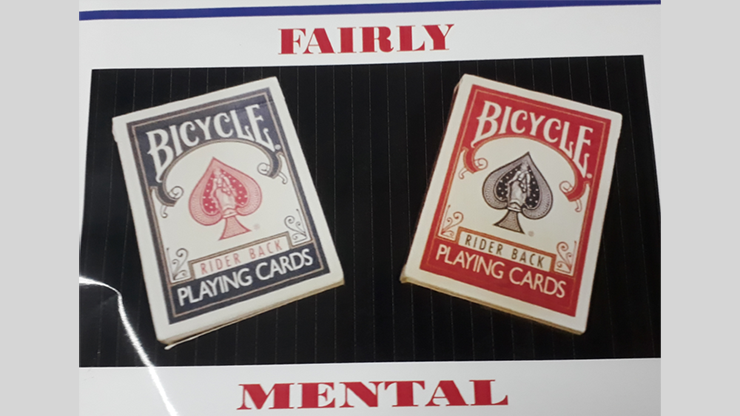 FAIRLY
BICYCLE
RIDER BACK
PLAYING CARDS
BICYCLE
RIDER BACK
PLAYING CARDS
MENTAL